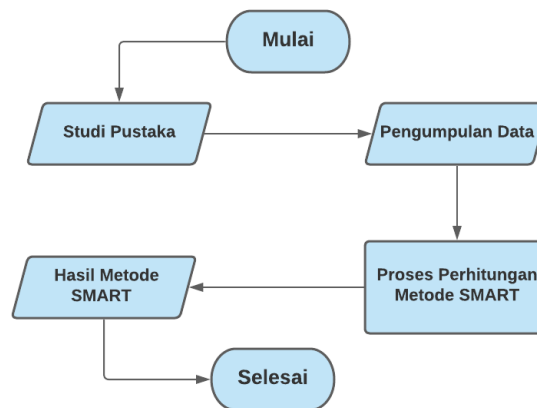 Mulai
Studi Pustaka
Pengumpulan Data
Proses Perhitungan
Metode SMART
Hasil Metode
SMART
Selesai